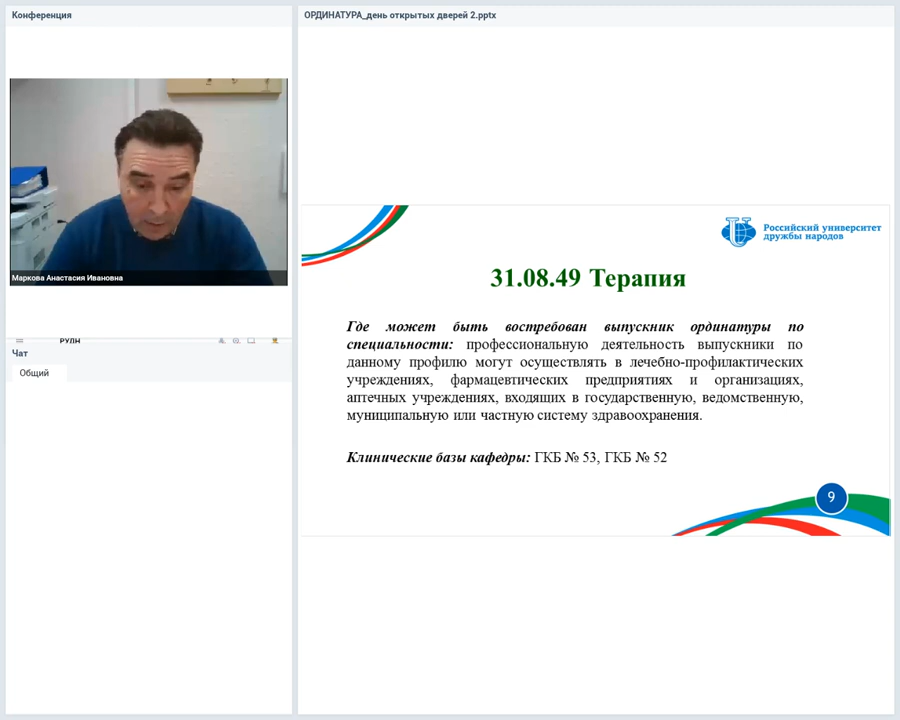 Конференция
Маркова Анастасия Ивановна
РУДН
Чат
Общий
ОРДИНАТУРА_день открытых дверей 2.pptx
Российский университет
дружбы народов
31.08.49 Терапия
Где может быть востребован выпускник ординатуры по
специальности: профессиональную деятельность выпускники по
данному профилю могут осуществлять в лечебно-профилактических
учреждениях, фармацевтических предприятиях и организациях,
аптечных учреждениях, входящих в государственную, ведомственную,
муниципальную или частную систему здравоохранения.
Клинические базы кафедры: ГКБ № 53, ГКБ № 52
9